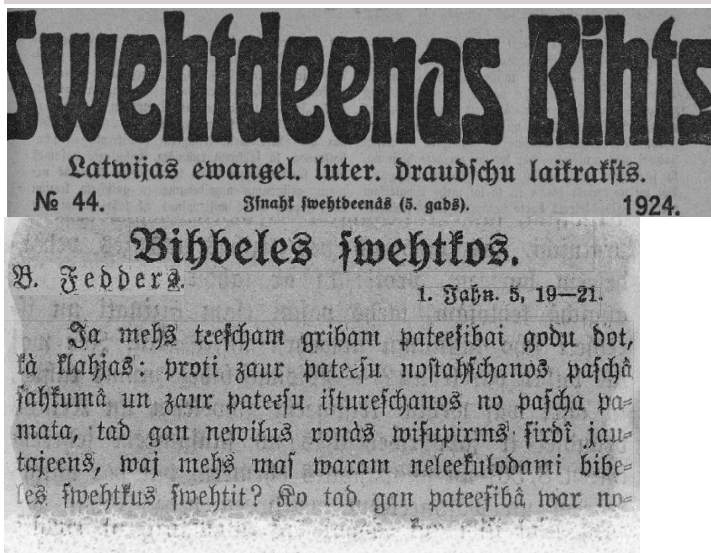 Swehtdeenas Rihts
Latwijas ewangel. luter. draudſchu laikrakſts.
№ 44. Iſnahk ſwehtdeenâs (5. gads). 1924.
Bihbeles ſwehtkos.
B. Fedders.
1. Jahn. 5, 19—21.
Ja mehs teeſcham gribam pateeſibai godu dot,
kà klahjas: proti zaur pateeſu noſtahſchanos paſchâ
ſahkumâ un zaur pateeſu iſtureſchanos no paſcha pa-
mata, tad gan newilus ronàs wiſupirms ſirdî jau-
tajeens, waj mehs maſ waram neleekulodami bibe-
les ſwehtkus ſwehtit? Ko tad gan pateeſibâ war no-